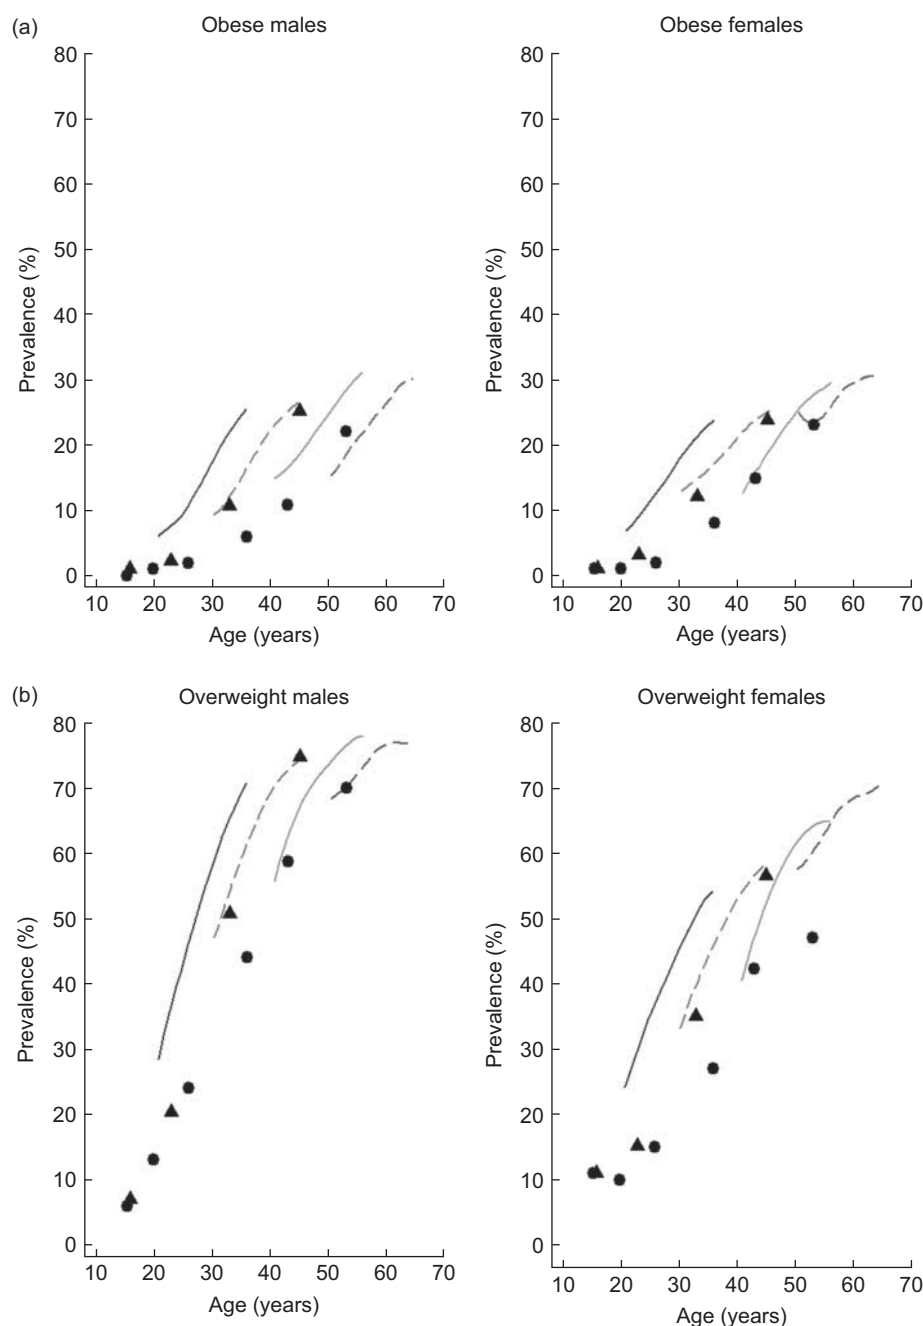 (a)
Obese males
Obese females
80
70
60
50
40
30
20
10
0
Prevalence (%)
10 20 30 40 50 60 70
Age (years)
80
70
60
50
40
30
20
10
0
Prevalence (%)
10 20 30 40 50 60 70
Age (years)
(b)
Overweight males
Overweight females
80
70
60
50
40
30
20
10
0
Prevalence (%)
10 20 30 40 50 60 70
Age (years)
80
70
60
50
40
30
20
10
0
Prevalence (%)
10 20 30 40 50 60 70
Age (years)